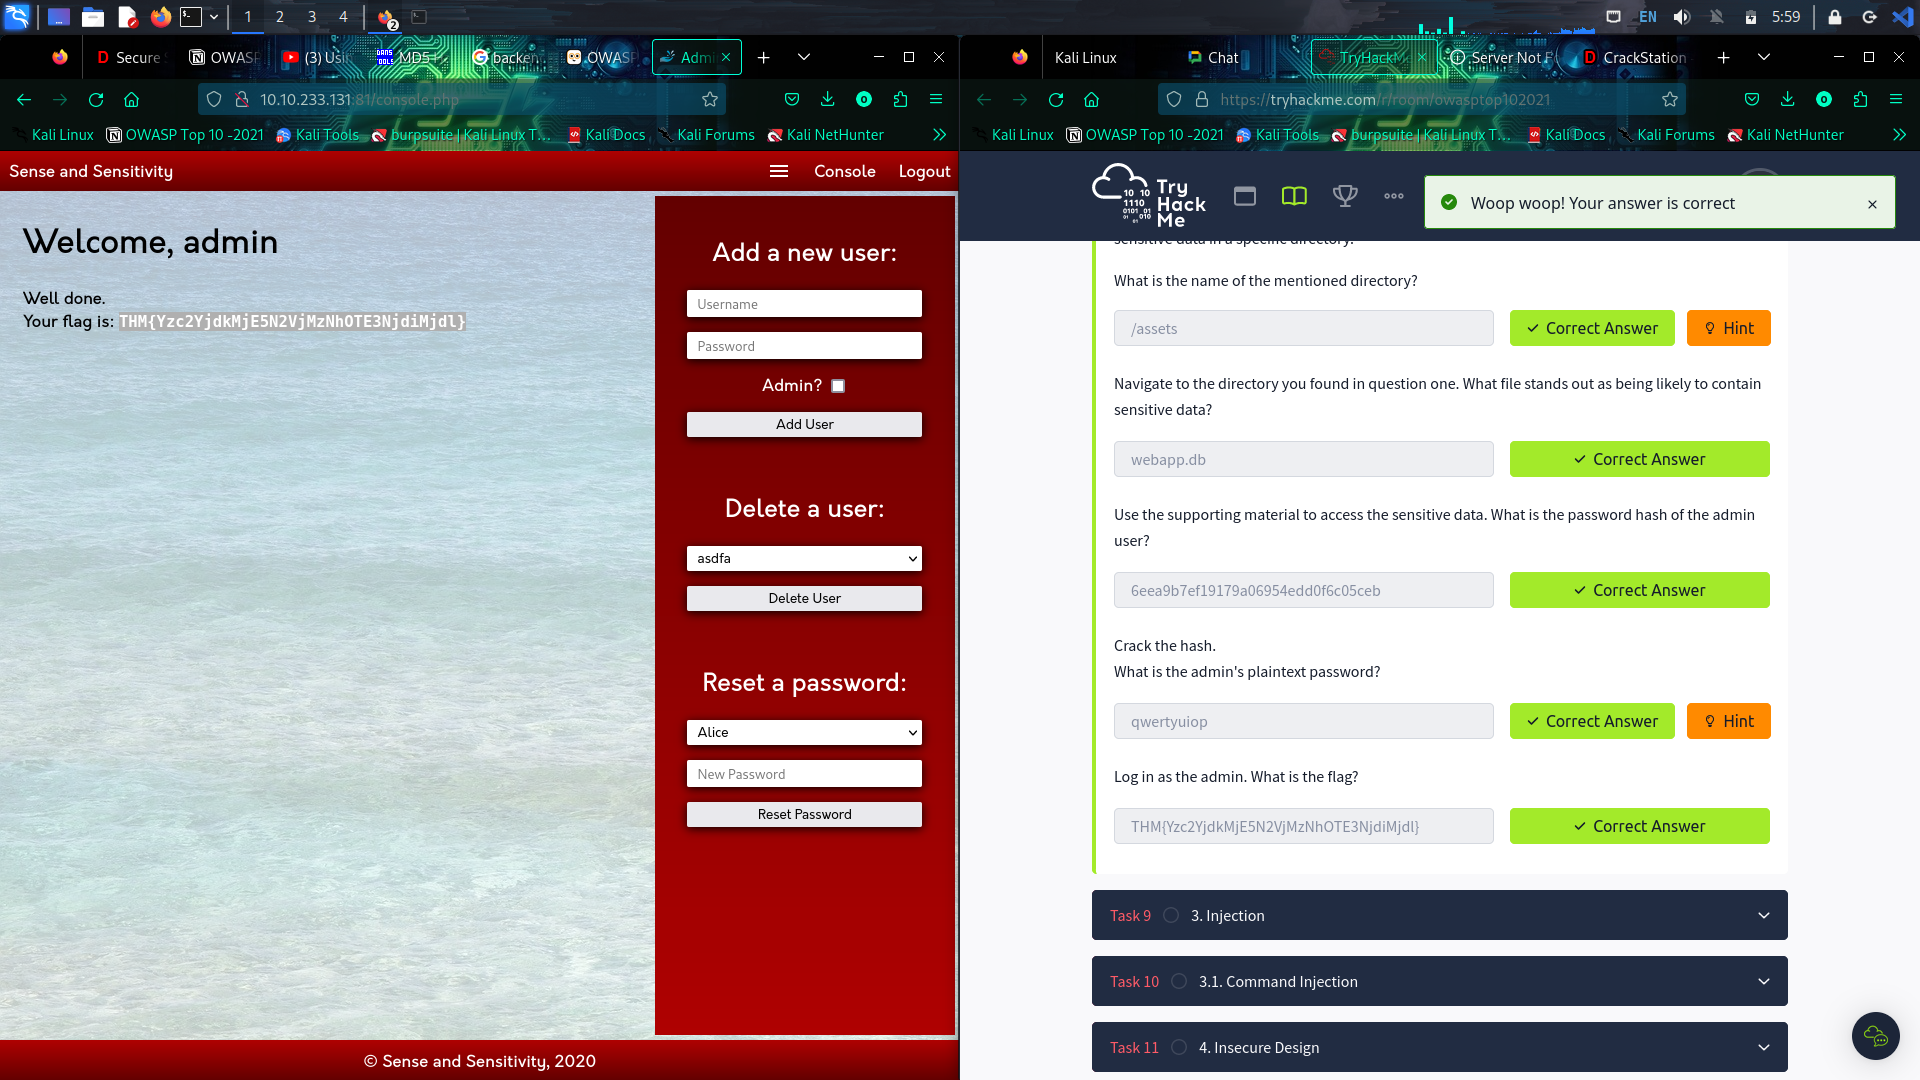 1 2 3 4
2
EN
5:59
Secure
OWASP
(3) Usi
MD5
backen
OWASP
Admi
10.10.233.131:81/console.php
Kali Linux
OWASP Top 10 -2021
Kali Tools
burpsuite | Kali Linux T…
Kali Docs
Kali Forums
Kali NetHunter
Sense and Sensitivity
Console
Logout
Welcome, admin
Well done.
Your flag is: THM{Yzc2YjdkMjE5N2VjMzNhOTE3NjdiMjdl}
Add a new user:
Username
Password
Admin?
Add User
Delete a user:
asdfa
Delete User
Reset a password:
Alice
New Password
Reset Password
© Sense and Sensitivity, 2020
Kali Linux
Chat
TryHackM
Server Not F
CrackStation
https://tryhackme.com/r/room/owasptop102021
Kali Linux
OWASP Top 10 -2021
Kali Tools
burpsuite | Kali Linux T…
Kali Docs
Kali Forums
Kali NetHunter
Try
Hack
Me
Woop woop! Your answer is correct
sensitive data in a specific directory.
What is the name of the mentioned directory?
/assets
Correct Answer
Hint
Navigate to the directory you found in question one. What file stands out as being likely to contain
sensitive data?
webapp.db
Correct Answer
Use the supporting material to access the sensitive data. What is the password hash of the admin
user?
6eea9b7ef19179a06954edd0f6c05ceb
Correct Answer
Crack the hash.
What is the admin's plaintext password?
qwertyuiop
Correct Answer
Hint
Log in as the admin. What is the flag?
THM{Yzc2YjdkMjE5N2VjMzNhOTE3NjdiMjdl}
Correct Answer
Task 9
3. Injection
Task 10
3.1. Command Injection
Task 11
4. Insecure Design